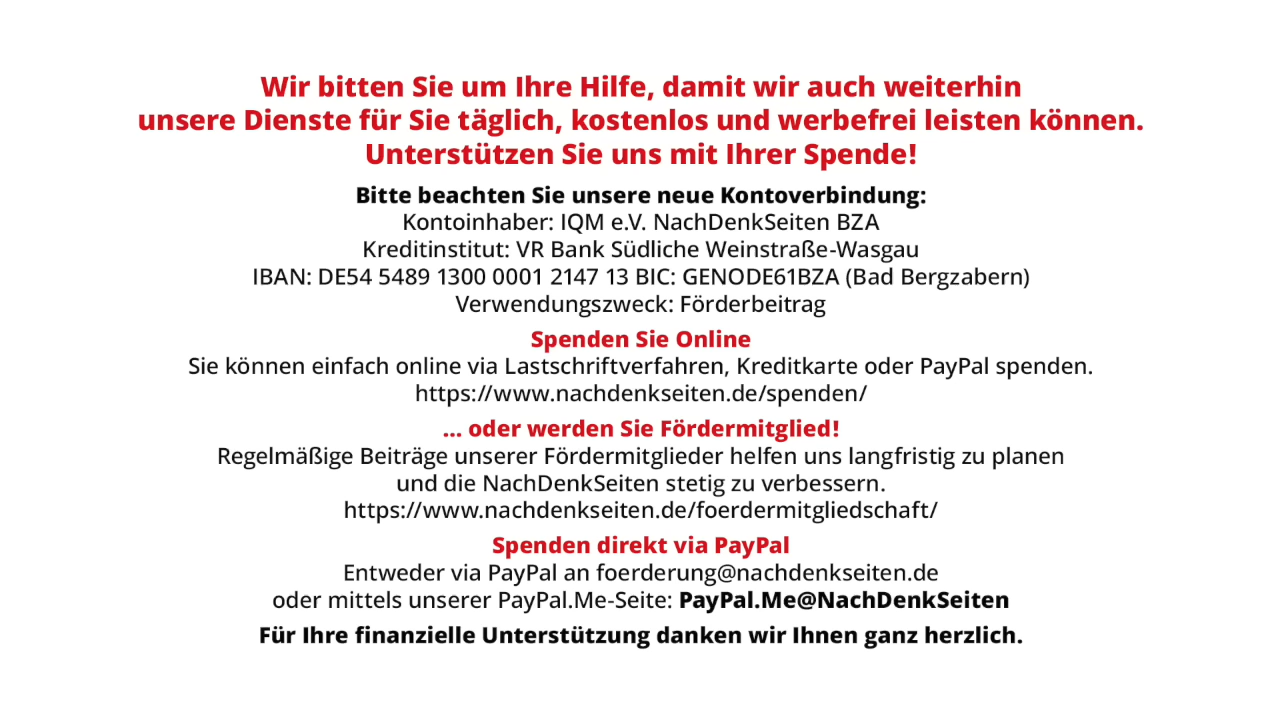 Wir bitten Sie um Ihre Hilfe, damit wir auch weiterhin
unsere Dienste für Sie täglich, kostenlos und werbefrei leisten können.
Unterstützen Sie uns mit Ihrer Spende!
Bitte beachten Sie unsere neue Kontoverbindung:
Kontoinhaber: IQM e.V. NachDenkSeiten BZA
Kreditinstitut: VR Bank Südliche Weinstraße-Wasgau
IBAN: DE54 5489 1300 0001 2147 13 BIC: GENODE61BZA (Bad Bergzabern)
Verwendungszweck: Förderbeitrag
Spenden Sie Online
Sie können einfach online via Lastschriftverfahren, Kreditkarte oder PayPal spenden.
https://www.nachdenkseiten.de/spenden/
... oder werden Sie Fördermitglied!
Regelmäßige Beiträge unserer Fördermitglieder helfen uns langfristig zu planen
und die NachDenkSeiten stetig zu verbessern.
https://www.nachdenkseiten.de/foerdermitgliedschaft/
Spenden direkt via PayPal
Entweder via PayPal an foerderung@nachdenkseiten.de
oder mittels unserer PayPal.Me-Seite: PayPal.Me@NachDenkSeiten
Für Ihre finanzielle Unterstützung danken wir Ihnen ganz herzlich.